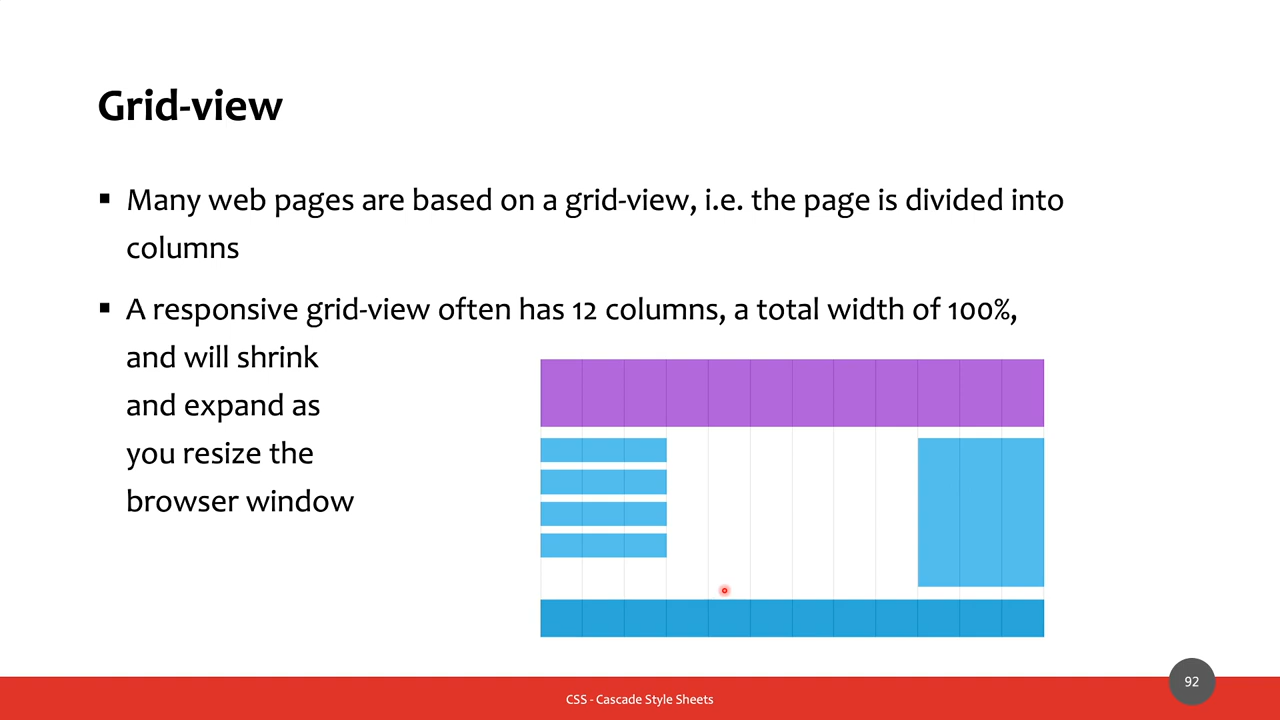 Grid-view
▪ Many web pages are based on a grid-view, i.e. the page is divided into
columns
▪ A responsive grid-view often has 12 columns, a total width of 100%,
and will shrink
and expand as
you resize the
browser window
CSS - Cascade Style Sheets
92